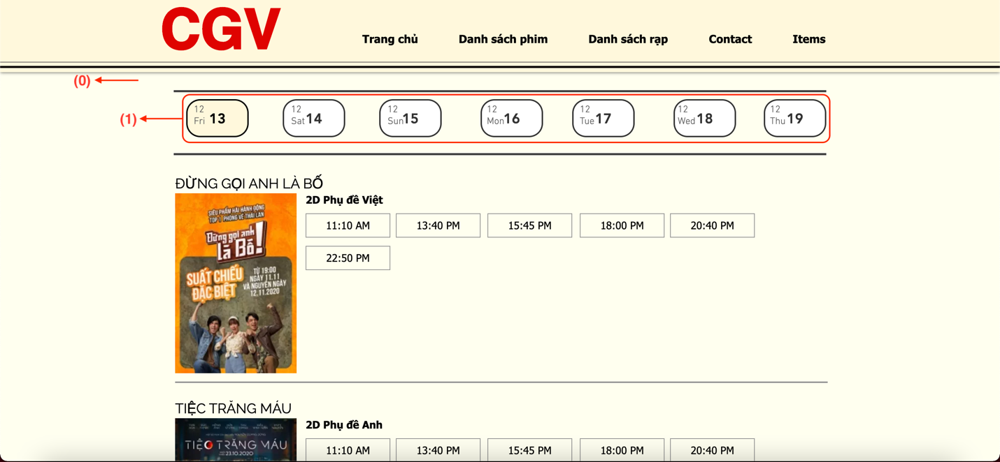 CGV
Trang chủ Danh sách phim Danh sách rạp Contact Items
(0)
(1)
12 Fri 13
12 Sat 14
12 Sun 15
12 Mon 16
12 Tue 17
12 Wed 18
12 Thu 19
ĐỪNG GỌI ANH LÀ BỐ
SIÊU PHẨM HÀI HÀNH ĐỘNG
TOP 1 PHÒNG VÉ THÁI LAN
Đừng gọi anh
là Bố!
SUẤT CHIẾU
ĐẶC BIỆT
TỪ 19:00
NGÀY 11.11
VÀ NGUYÊN NGÀY
12.11.2020
2D Phụ đề Việt
11:10 AM 13:40 PM 15:45 PM 18:00 PM 20:40 PM
22:50 PM
TIỆC TRĂNG MÁU
TIỆC TRĂNG MÁU
23.10.2020
2D Phụ đề Anh
11:10 AM 13:40 PM 15:45 PM 18:00 PM 20:40 PM